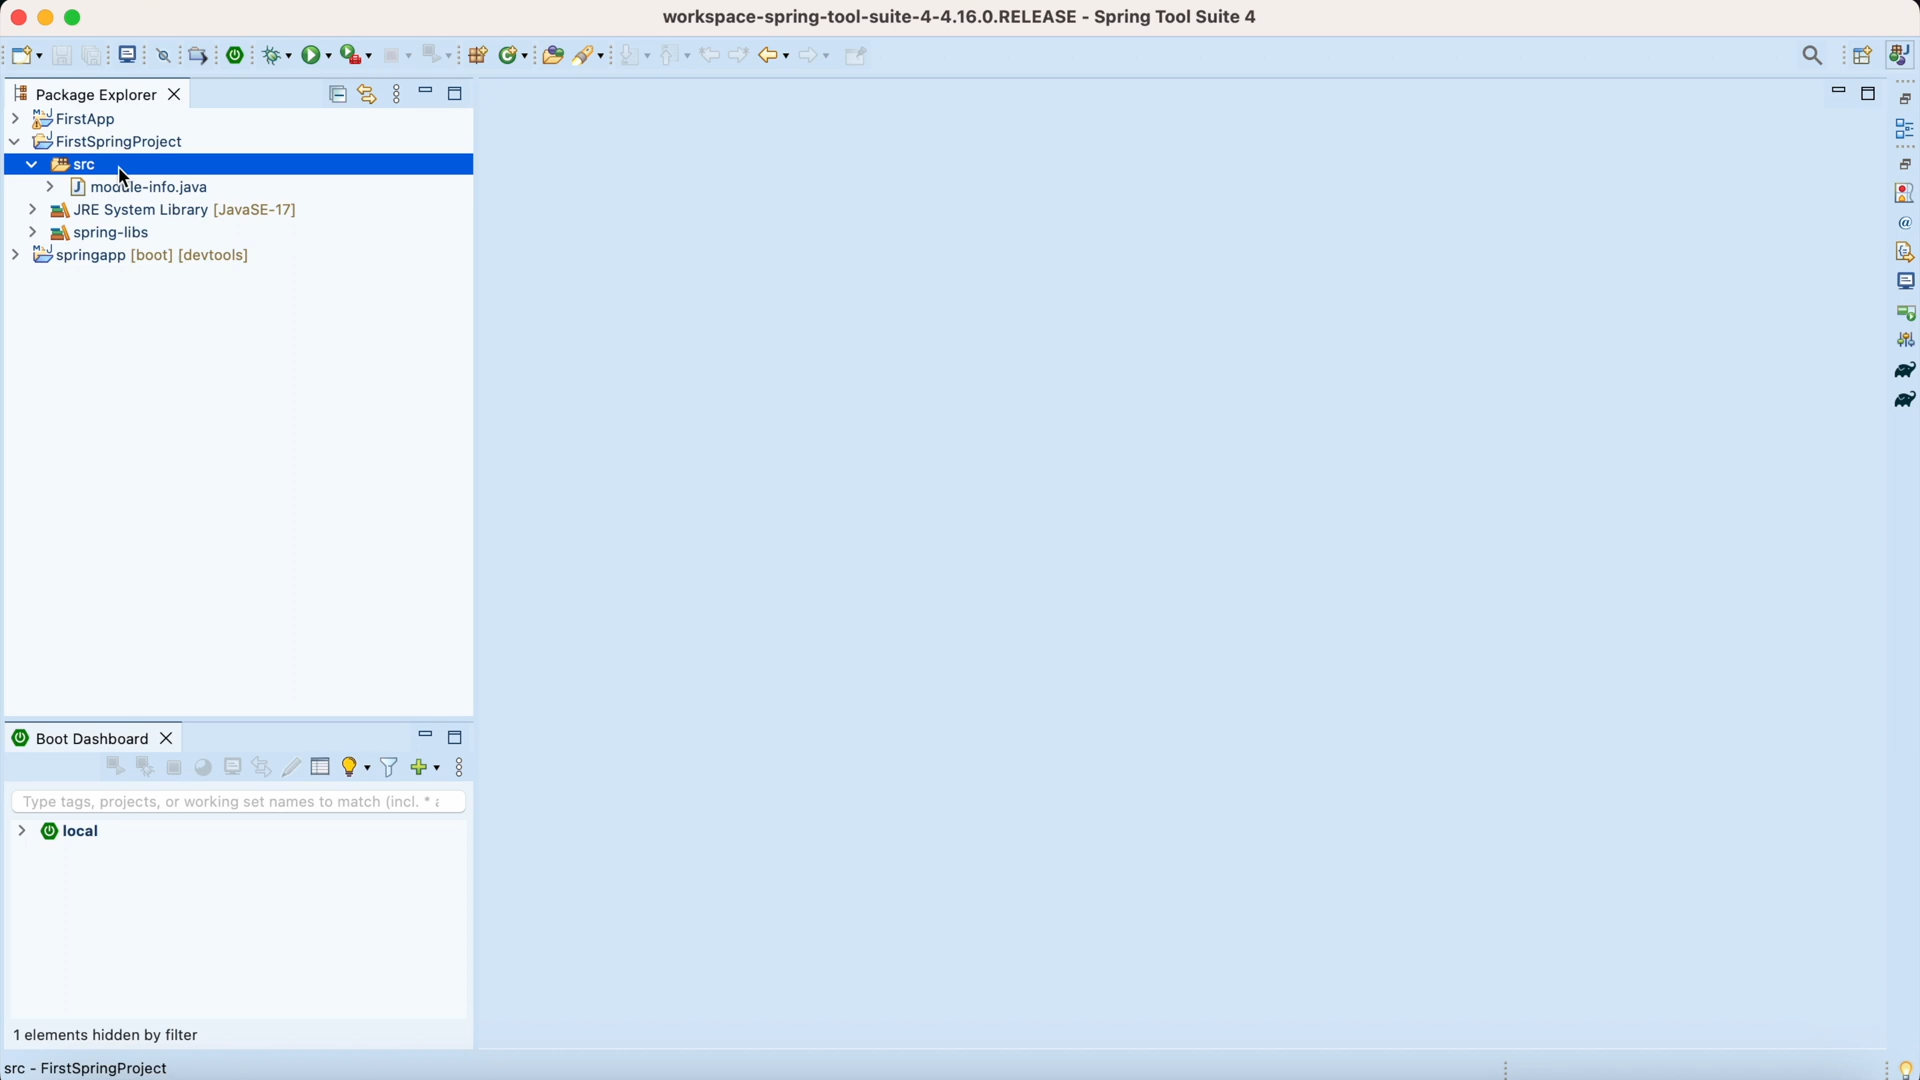 workspace-spring-tool-suite-4-4.16.0.RELEASE - Spring Tool Suite 4
Package Explorer
FirstApp
FirstSpringProject
src
module-info.java
JRE System Library [JavaSE-17]
spring-libs
springapp [boot] [devtools]
Boot Dashboard
Type tags, projects, or working set names to match (incl. *
local
1 elements hidden by filter
src - FirstSpringProject